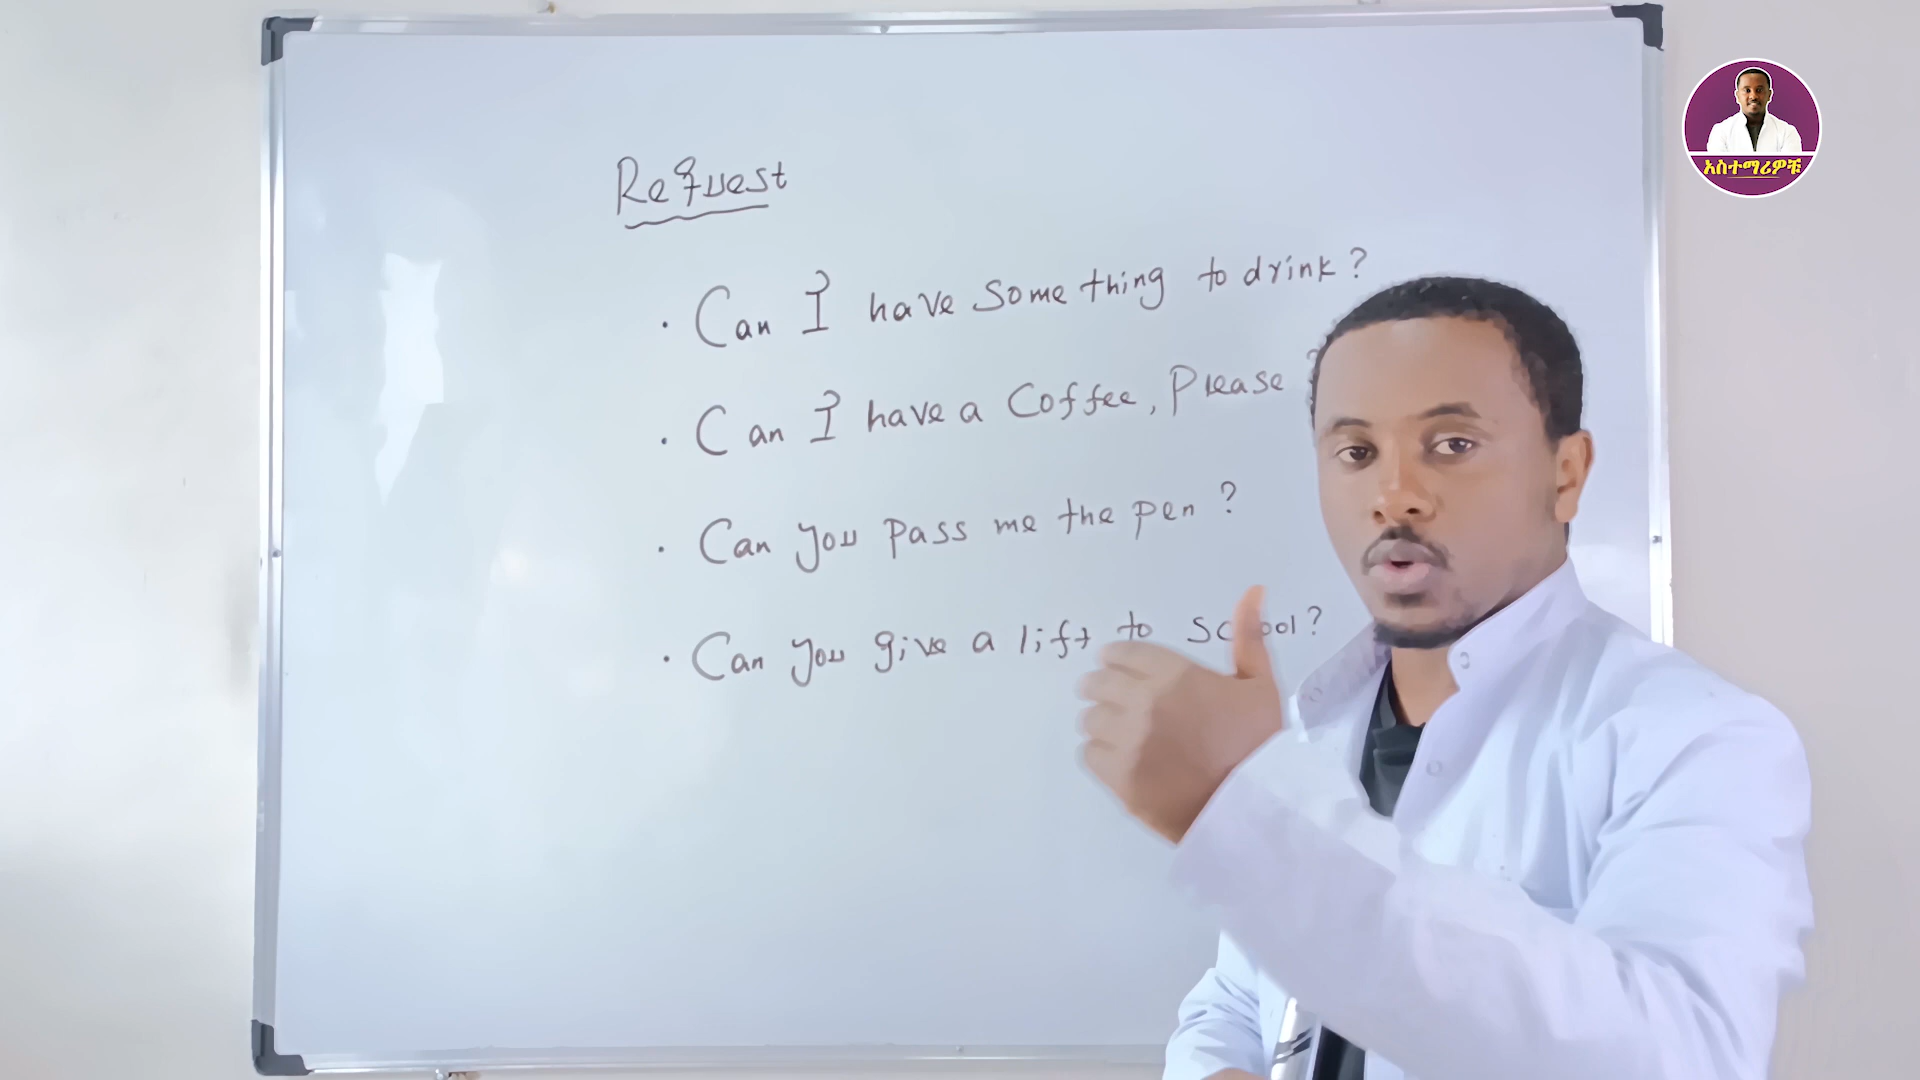 Request
• Can I have something to drink?
• Can I have a Coffee, Please ?
• Can you pass me the pen ?
• Can you give a lift to school?
አስተማሪዎቹ